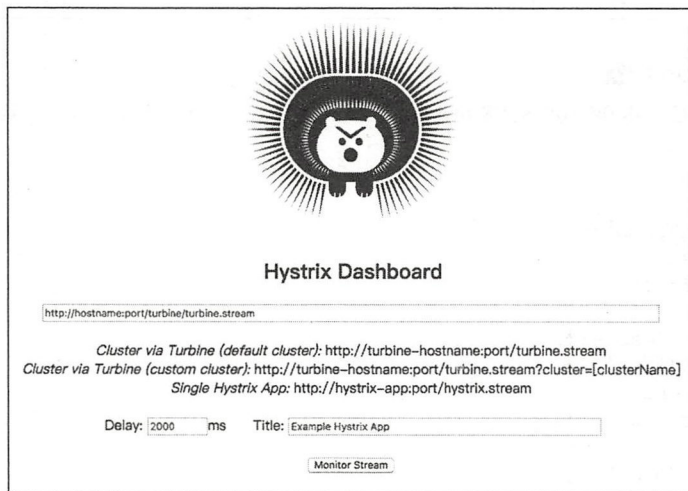 Hystrix Dashboard
http://hostname:port/turbine/turbine.stream
Cluster via Turbine (default cluster): http://turbine-hostname:port/turbine.stream
Cluster via Turbine (custom cluster): http://turbine-hostname:port/turbine.stream?cluster=[clusterName]
Single Hystrix App: http://hystrix-app:port/hystrix.stream
Delay: 2000 ms Title: Example Hystrix App
Monitor Stream